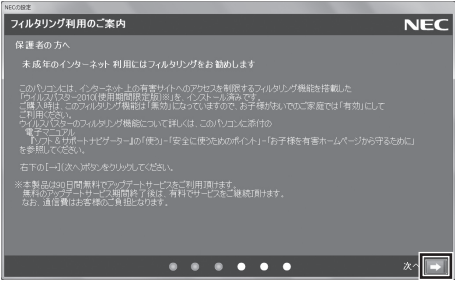 NECの設定
フィルタリング利用のご案内
NEC
保護者の方へ
未成年のインターネット利用にはフィルタリングをお勧めします
このパソコンには、インターネット上の有害サイトへのアクセスを制限するフィルタリング機能を搭載した
「ウイルスバスター2010(使用期間限定版)※」を、インストール済みです。
ご購入時は、このフィルタリング機能は「無効」になっていますので、お子様がおいでのご家庭では「有効」にして
ご利用ください。
ウイルスバスターのフィルタリング機能について詳しくは、このパソコンに添付の
電子マニュアル
『ソフト&サポートナビゲーター』の「使う」-「安全に使うためのポイント」-「お子様を有害ホームページから守るために」
を参照してください。
右下の[→](次へ)ボタンをクリックしてください。
※本製品は90日間無料でアップデートサービスをご利用頂けます。
無料のアップデートサービス期間終了後は、有料でサービスをご継続頂けます。
なお、通信費はお客様のご負担となります。
次へ